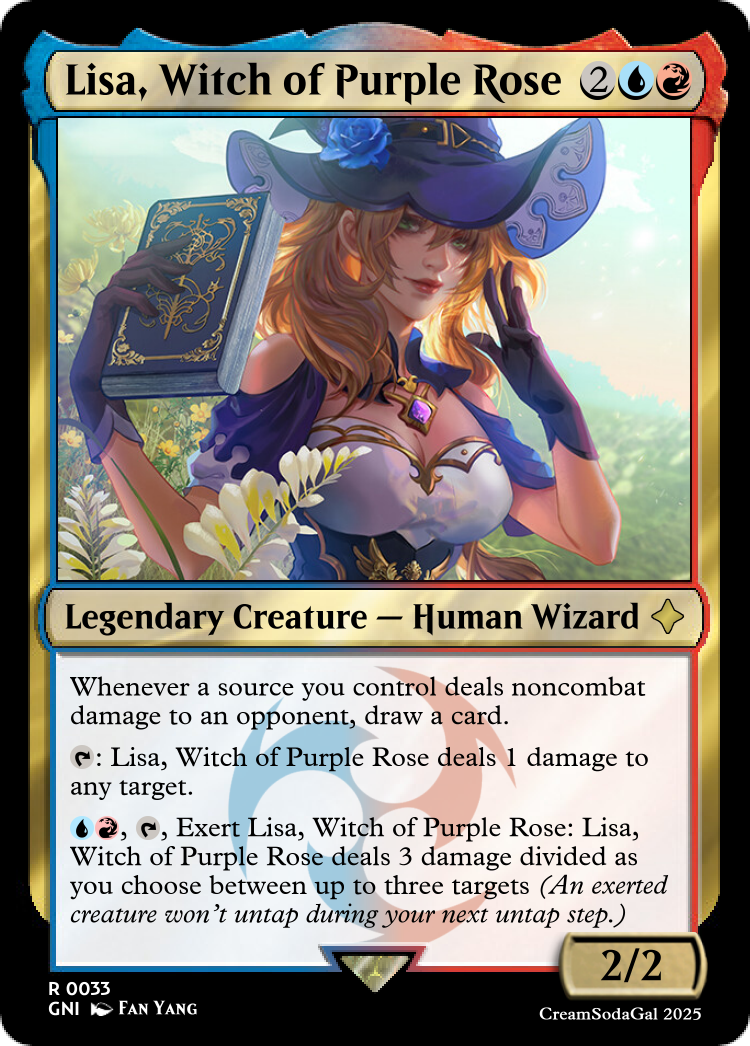 Lisa, Witch of Purple Rose 2
Legendary Creature — Human Wizard
Whenever a source you control deals noncombat
damage to an opponent, draw a card.
: Lisa, Witch of Purple Rose deals 1 damage to
any target.
, , Exert Lisa, Witch of Purple Rose: Lisa,
Witch of Purple Rose deals 3 damage divided as
you choose between up to three targets (An exerted
creature won't untap during your next untap step.)
2/2
R 0033
GNI Fan Yang
CreamSodaGal 2025